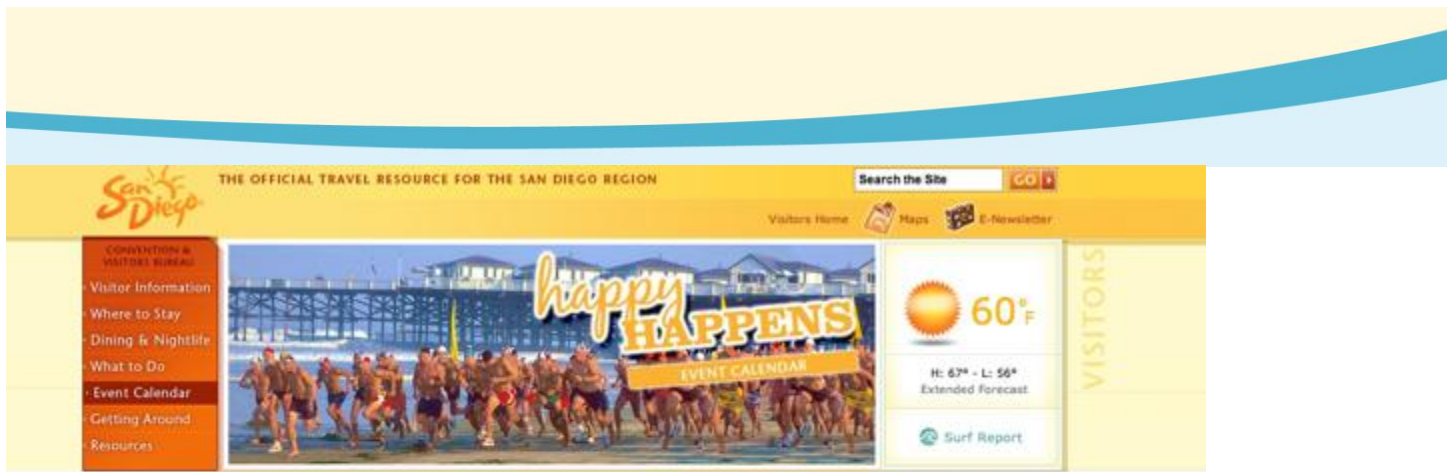 San Diego
THE OFFICIAL TRAVEL RESOURCE FOR THE SAN DIEGO REGION
Search the Site
GO
Visitors Home
Maps
E-Newsletter
CONVENTION &
VISITORS BUREAU
Visitor Information
Where to Stay
Dining & Nightlife
What to Do
Event Calendar
Getting Around
Resources
happy
HAPPENS
EVENT CALENDAR
60°F
H: 67° - L: 56°
Extended Forecast
Surf Report
VISITORS